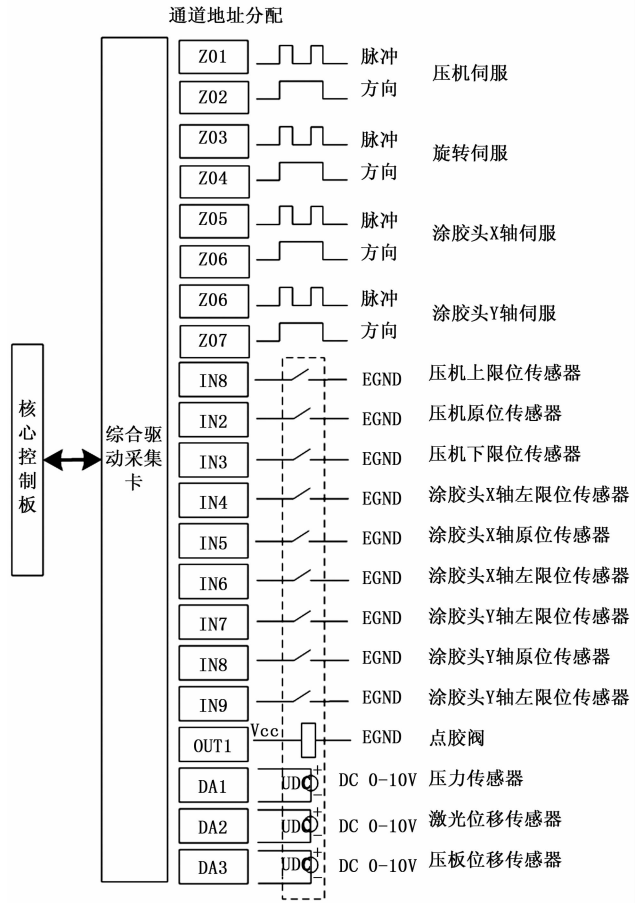 通道地址分配
Z01 脉冲
压机伺服
Z02 方向
Z03 脉冲
旋转伺服
Z04 方向
Z05 脉冲
涂胶头X轴伺服
Z06 方向
Z06 脉冲
涂胶头Y轴伺服
Z07 方向
IN8 EGND 压机上限位传感器
IN2 EGND 压机原位传感器
IN3 EGND 压机下限位传感器
IN4 EGND 涂胶头X轴左限位传感器
IN5 EGND 涂胶头X轴原位传感器
IN6 EGND 涂胶头X轴左限位传感器
IN7 EGND 涂胶头Y轴左限位传感器
IN8 EGND 涂胶头Y轴原位传感器
IN9 EGND 涂胶头Y轴左限位传感器
OUT1 Vcc EGND 点胶阀
DA1 UDC + − DC 0-10V 压力传感器
DA2 UDC + − DC 0-10V 激光位移传感器
DA3 UDC + − DC 0-10V 压板位移传感器
核
心
控
制
板
综合驱
动采集
卡